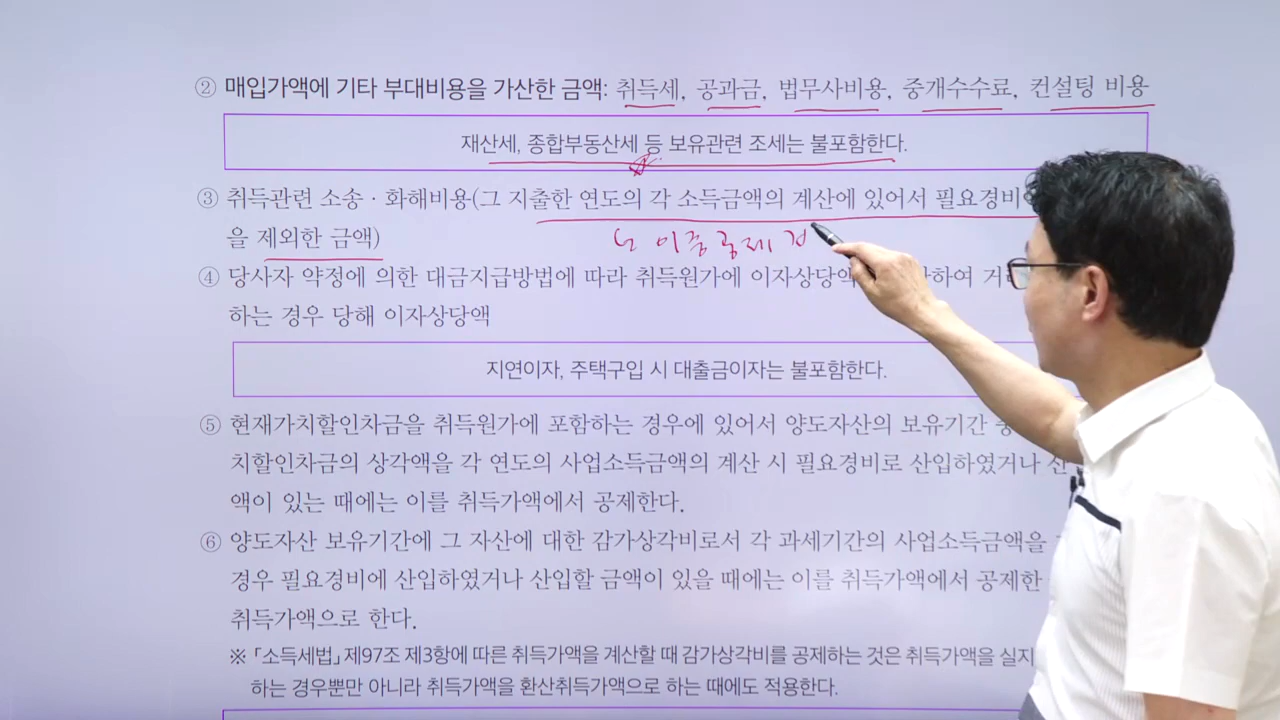 ② 매입가액에 기타 부대비용을 가산한 금액: 취득세, 공과금, 법무사비용, 중개수수료, 컨설팅 비용
재산세, 종합부동산세 등 보유관련 조세는 불포함한다.
③ 취득관련 소송·화해비용(그 지출한 연도의 각 소득금액의 계산에 있어서 필요경비
을 제외한 금액)
이중공제
④ 당사자 약정에 의한 대금지급방법에 따라 취득원가에 이자상당액 하여
하는 경우 당해 이자상당액
지연이자, 주택구입 시 대출금이자는 불포함한다.
⑤ 현재가치할인차금을 취득원가에 포함하는 경우에 있어서 양도자산의 보유기간
치할인차금의 상각액을 각 연도의 사업소득금액의 계산 시 필요경비로 산입하였거나
액이 있는 때에는 이를 취득가액에서 공제한다.
⑥ 양도자산 보유기간에 그 자산에 대한 감가상각비로서 각 과세기간의 사업소득금액을
경우 필요경비에 산입하였거나 산입할 금액이 있을 때에는 이를 취득가액에서 공제한
취득가액으로 한다.
※ 「소득세법」 제97조 제3항에 따른 취득가액을 계산할 때 감가상각비를 공제하는 것은 취득가액을 실지
하는 경우뿐만 아니라 취득가액을 환산취득가액으로 하는 때에도 적용한다.